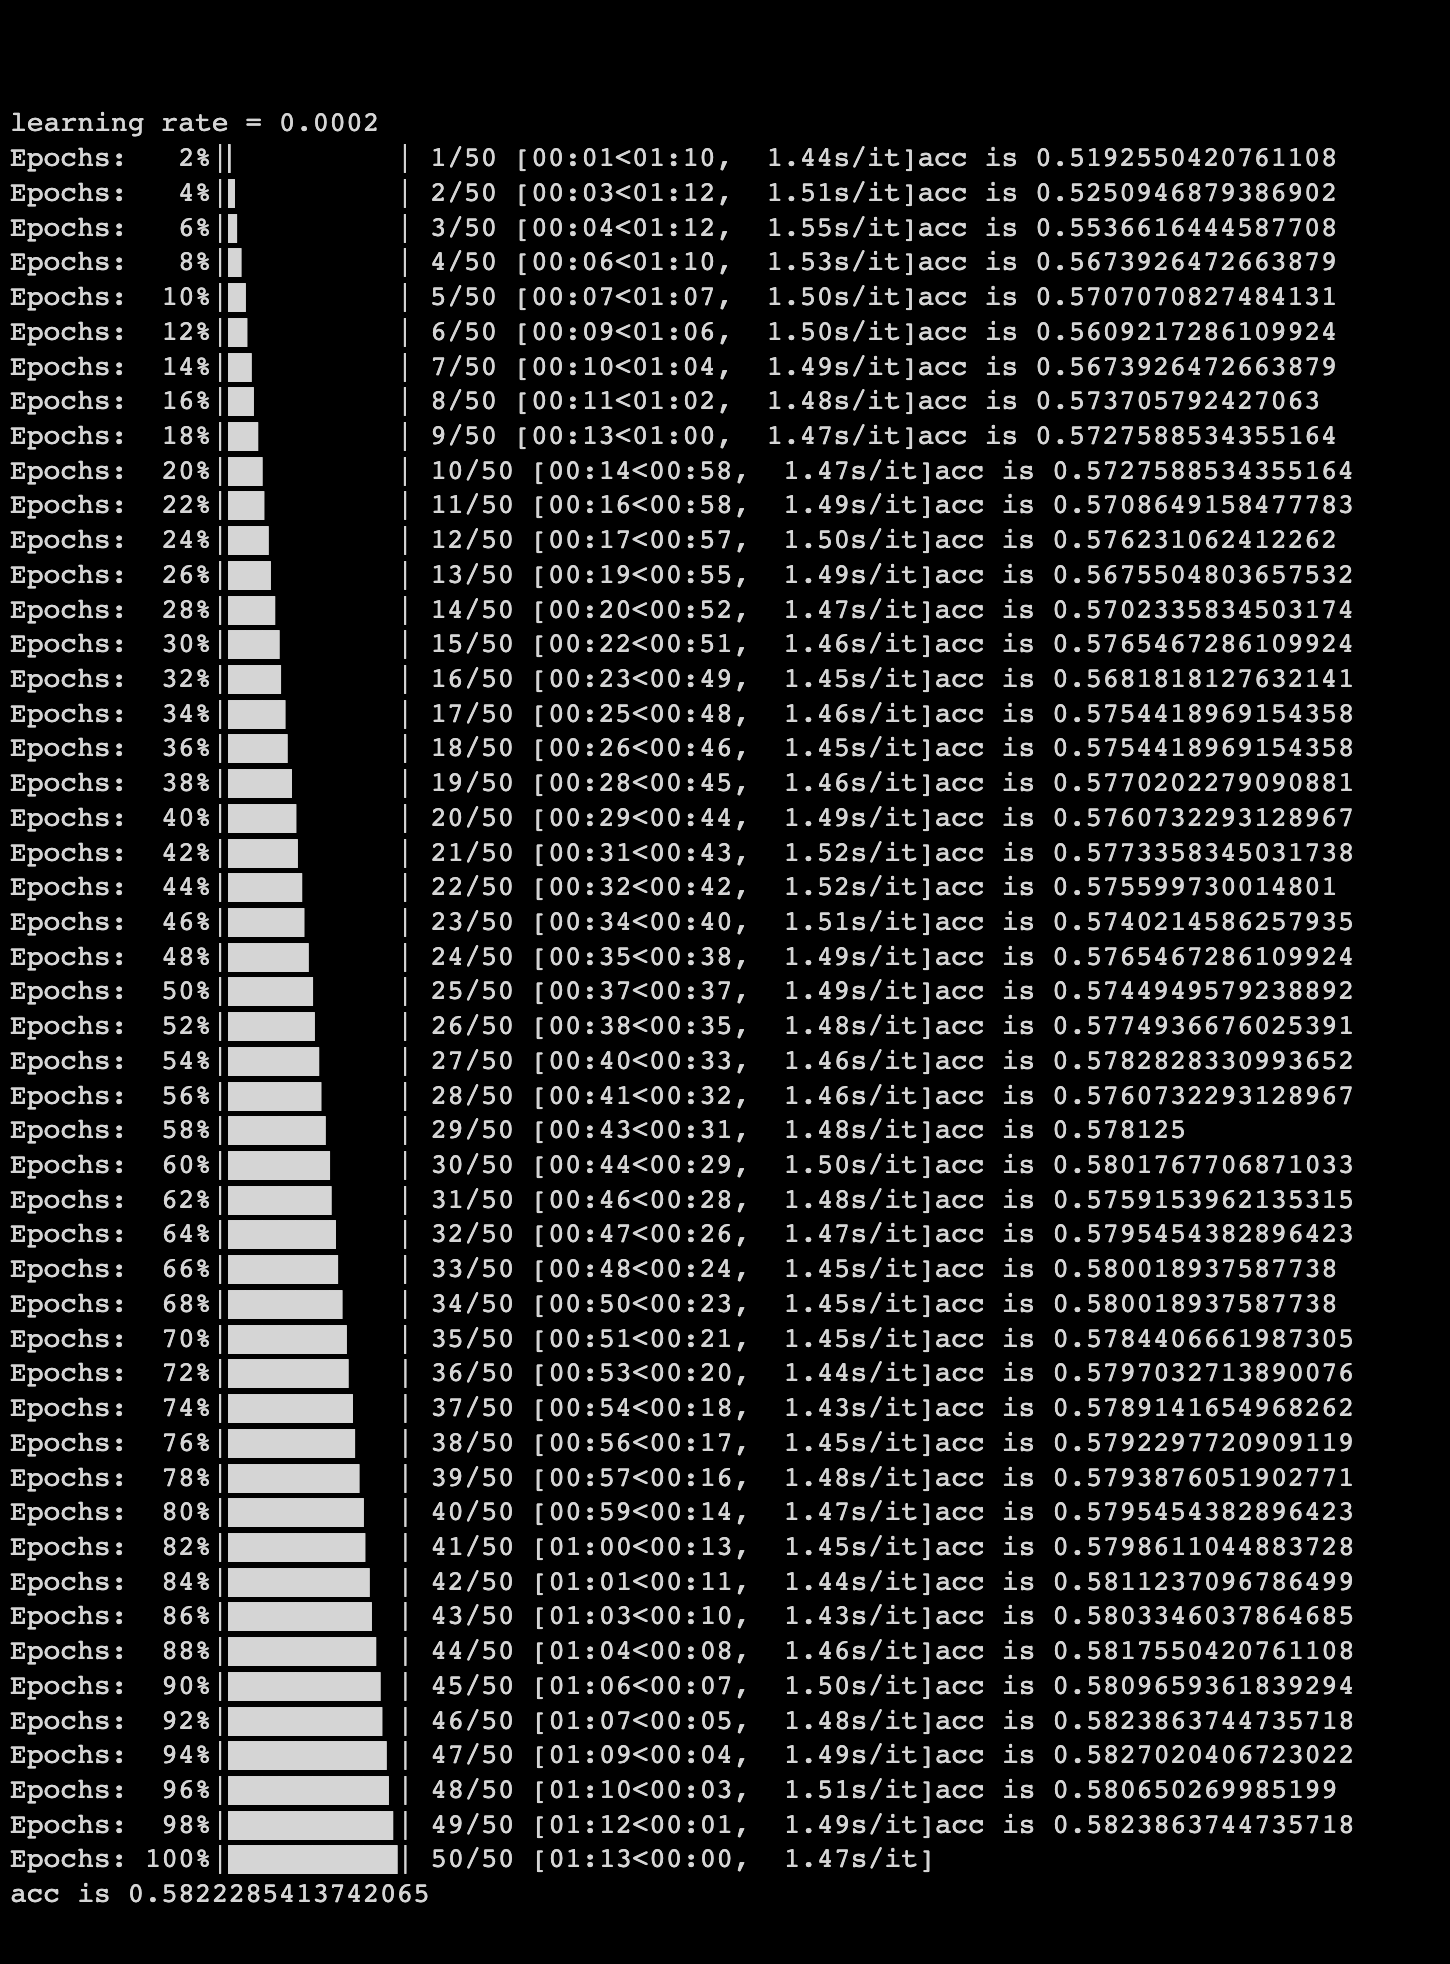 learning rate = 0.0002
Epochs:   2%|▏         | 1/50 [00:01<01:10,  1.44s/it]acc is 0.5192550420761108
Epochs:   4%|▍         | 2/50 [00:03<01:12,  1.51s/it]acc is 0.5250946879386902
Epochs:   6%|▌         | 3/50 [00:04<01:12,  1.55s/it]acc is 0.5536616444587708
Epochs:   8%|▊         | 4/50 [00:06<01:10,  1.53s/it]acc is 0.5673926472663879
Epochs:  10%|█         | 5/50 [00:07<01:07,  1.50s/it]acc is 0.5707070827484131
Epochs:  12%|█▏        | 6/50 [00:09<01:06,  1.50s/it]acc is 0.5609217286109924
Epochs:  14%|█▍        | 7/50 [00:10<01:04,  1.49s/it]acc is 0.5673926472663879
Epochs:  16%|█▌        | 8/50 [00:11<01:02,  1.48s/it]acc is 0.573705792427063
Epochs:  18%|█▊        | 9/50 [00:13<01:00,  1.47s/it]acc is 0.5727588534355164
Epochs:  20%|██        | 10/50 [00:14<00:58,  1.47s/it]acc is 0.5727588534355164
Epochs:  22%|██▏       | 11/50 [00:16<00:58,  1.49s/it]acc is 0.5708649158477783
Epochs:  24%|██▍       | 12/50 [00:17<00:57,  1.50s/it]acc is 0.576231062412262
Epochs:  26%|██▌       | 13/50 [00:19<00:55,  1.49s/it]acc is 0.5675504803657532
Epochs:  28%|██▊       | 14/50 [00:20<00:52,  1.47s/it]acc is 0.5702335834503174
Epochs:  30%|███       | 15/50 [00:22<00:51,  1.46s/it]acc is 0.5765467286109924
Epochs:  32%|███▏      | 16/50 [00:23<00:49,  1.45s/it]acc is 0.5681818127632141
Epochs:  34%|███▍      | 17/50 [00:25<00:48,  1.46s/it]acc is 0.5754418969154358
Epochs:  36%|███▌      | 18/50 [00:26<00:46,  1.45s/it]acc is 0.5754418969154358
Epochs:  38%|███▊      | 19/50 [00:28<00:45,  1.46s/it]acc is 0.5770202279090881
Epochs:  40%|████      | 20/50 [00:29<00:44,  1.49s/it]acc is 0.5760732293128967
Epochs:  42%|████▏     | 21/50 [00:31<00:43,  1.52s/it]acc is 0.5773358345031738
Epochs:  44%|████▍     | 22/50 [00:32<00:42,  1.52s/it]acc is 0.575599730014801
Epochs:  46%|████▌     | 23/50 [00:34<00:40,  1.51s/it]acc is 0.5740214586257935
Epochs:  48%|████▊     | 24/50 [00:35<00:38,  1.49s/it]acc is 0.5765467286109924
Epochs:  50%|█████     | 25/50 [00:37<00:37,  1.49s/it]acc is 0.5744949579238892
Epochs:  52%|█████▏    | 26/50 [00:38<00:35,  1.48s/it]acc is 0.5774936676025391
Epochs:  54%|█████▍    | 27/50 [00:40<00:33,  1.46s/it]acc is 0.5782828330993652
Epochs:  56%|█████▌    | 28/50 [00:41<00:32,  1.46s/it]acc is 0.5760732293128967
Epochs:  58%|█████▊    | 29/50 [00:43<00:31,  1.48s/it]acc is 0.578125
Epochs:  60%|██████    | 30/50 [00:44<00:29,  1.50s/it]acc is 0.5801767706871033
Epochs:  62%|██████▏   | 31/50 [00:46<00:28,  1.48s/it]acc is 0.5759153962135315
Epochs:  64%|██████▍   | 32/50 [00:47<00:26,  1.47s/it]acc is 0.5795454382896423
Epochs:  66%|██████▌   | 33/50 [00:48<00:24,  1.45s/it]acc is 0.580018937587738
Epochs:  68%|██████▊   | 34/50 [00:50<00:23,  1.45s/it]acc is 0.580018937587738
Epochs:  70%|███████   | 35/50 [00:51<00:21,  1.45s/it]acc is 0.5784406661987305
Epochs:  72%|███████▏  | 36/50 [00:53<00:20,  1.44s/it]acc is 0.5797032713890076
Epochs:  74%|███████▍  | 37/50 [00:54<00:18,  1.43s/it]acc is 0.5789141654968262
Epochs:  76%|███████▌  | 38/50 [00:56<00:17,  1.45s/it]acc is 0.5792297720909119
Epochs:  78%|███████▊  | 39/50 [00:57<00:16,  1.48s/it]acc is 0.5793876051902771
Epochs:  80%|████████  | 40/50 [00:59<00:14,  1.47s/it]acc is 0.5795454382896423
Epochs:  82%|████████▏ | 41/50 [01:00<00:13,  1.45s/it]acc is 0.5798611044883728
Epochs:  84%|████████▍ | 42/50 [01:01<00:11,  1.44s/it]acc is 0.5811237096786499
Epochs:  86%|████████▌ | 43/50 [01:03<00:10,  1.43s/it]acc is 0.5803346037864685
Epochs:  88%|████████▊ | 44/50 [01:04<00:08,  1.46s/it]acc is 0.5817550420761108
Epochs:  90%|█████████ | 45/50 [01:06<00:07,  1.50s/it]acc is 0.5809659361839294
Epochs:  92%|█████████▏| 46/50 [01:07<00:05,  1.48s/it]acc is 0.5823863744735718
Epochs:  94%|█████████▍| 47/50 [01:09<00:04,  1.49s/it]acc is 0.5827020406723022
Epochs:  96%|█████████▌| 48/50 [01:10<00:03,  1.51s/it]acc is 0.580650269985199
Epochs:  98%|█████████▊| 49/50 [01:12<00:01,  1.49s/it]acc is 0.5823863744735718
Epochs: 100%|██████████| 50/50 [01:13<00:00,  1.47s/it]
acc is 0.5822285413742065